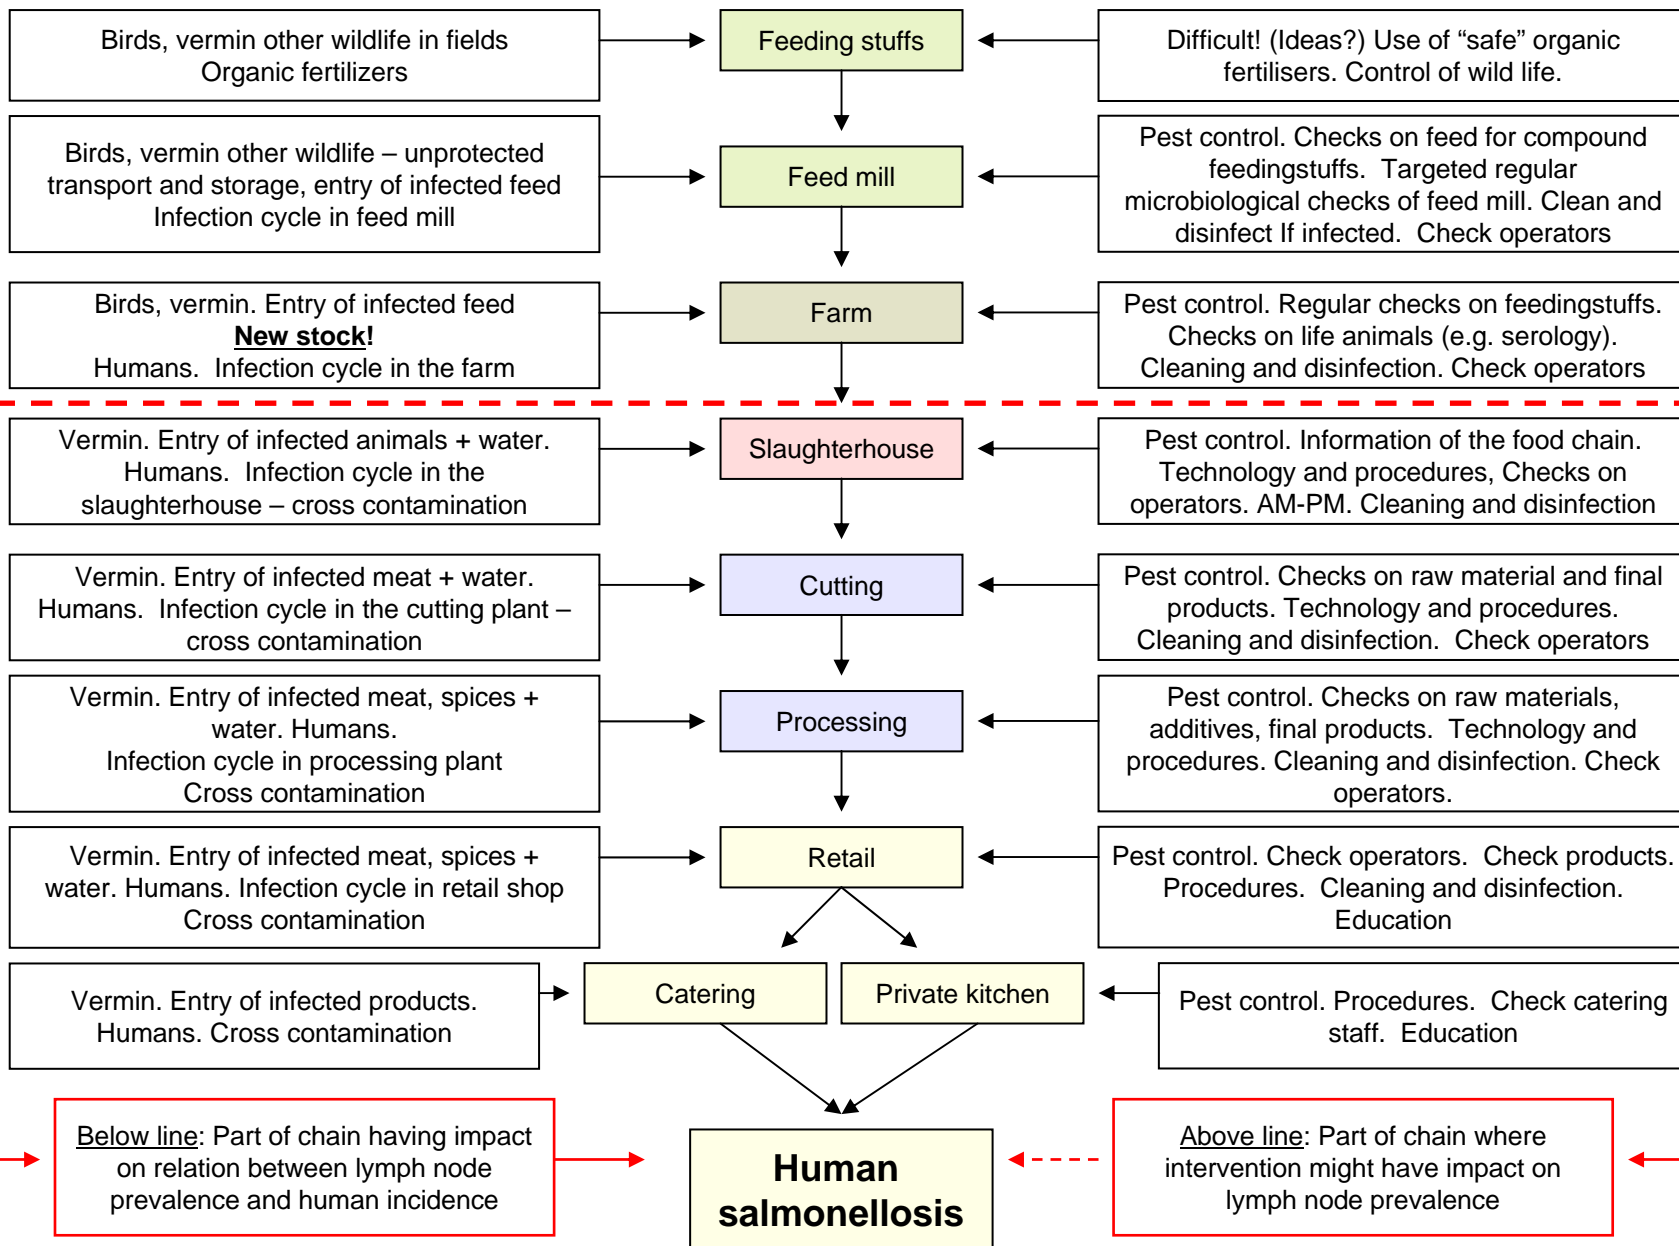 Birds, vermin other wildlife in fields
Organic fertilizers
Feeding stuffs
Difficult! (Ideas?) Use of “safe” organic
fertilisers. Control of wild life.
Birds, vermin other wildlife – unprotected
transport and storage, entry of infected feed
Infection cycle in feed mill
Feed mill
Pest control. Checks on feed for compound
feedingstuffs. Targeted regular
microbiological checks of feed mill. Clean and
disinfect If infected. Check operators
Birds, vermin. Entry of infected feed
New stock!
Humans. Infection cycle in the farm
Farm
Pest control. Regular checks on feedingstuffs.
Checks on life animals (e.g. serology).
Cleaning and disinfection. Check operators
Vermin. Entry of infected animals + water.
Humans. Infection cycle in the
slaughterhouse – cross contamination
Slaughterhouse
Pest control. Information of the food chain.
Technology and procedures, Checks on
operators. AM-PM. Cleaning and disinfection
Vermin. Entry of infected meat + water.
Humans. Infection cycle in the cutting plant –
cross contamination
Cutting
Pest control. Checks on raw material and final
products. Technology and procedures.
Cleaning and disinfection. Check operators
Vermin. Entry of infected meat, spices +
water. Humans.
Infection cycle in processing plant
Cross contamination
Processing
Pest control. Checks on raw materials,
additives, final products. Technology and
procedures. Cleaning and disinfection. Check
operators.
Vermin. Entry of infected meat, spices +
water. Humans. Infection cycle in retail shop
Cross contamination
Retail
Pest control. Check operators. Check products.
Procedures. Cleaning and disinfection.
Education
Vermin. Entry of infected products.
Humans. Cross contamination
Catering
Private kitchen
Pest control. Procedures. Check catering
staff. Education
Below line: Part of chain having impact
on relation between lymph node
prevalence and human incidence
Human
salmonellosis
Above line: Part of chain where
intervention might have impact on
lymph node prevalence